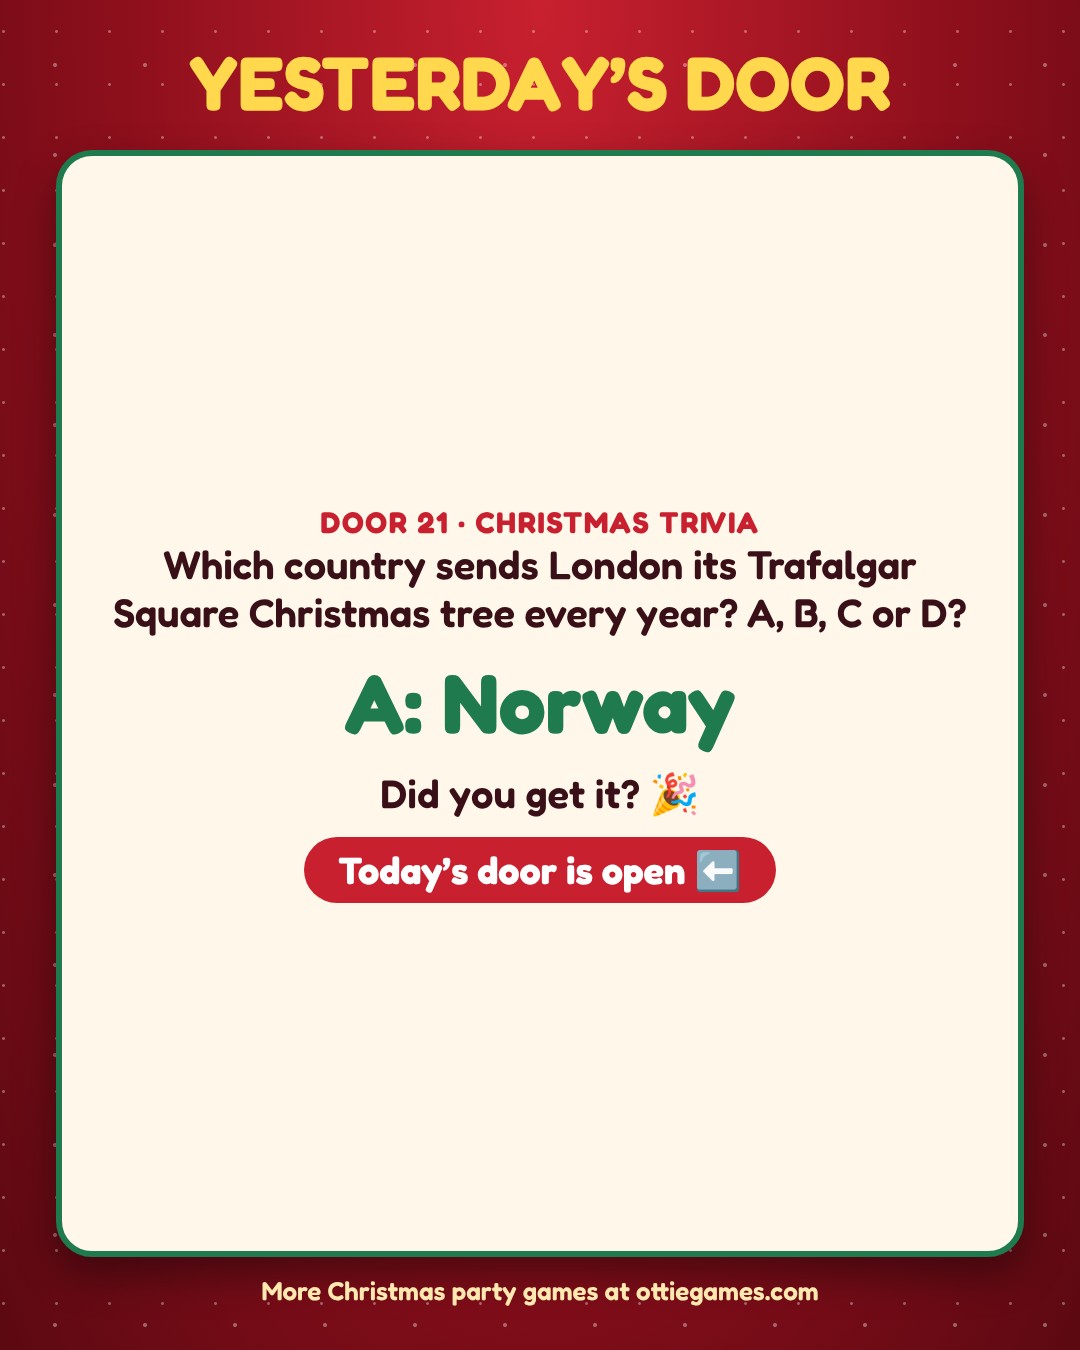 YESTERDAY’S DOOR
DOOR 21 · CHRISTMAS TRIVIA
Which country sends London its Trafalgar
Square Christmas tree every year? A, B, C or D?
A: Norway
Did you get it? 🎉
Today’s door is open ⬅️
More Christmas party games at ottiegames.com